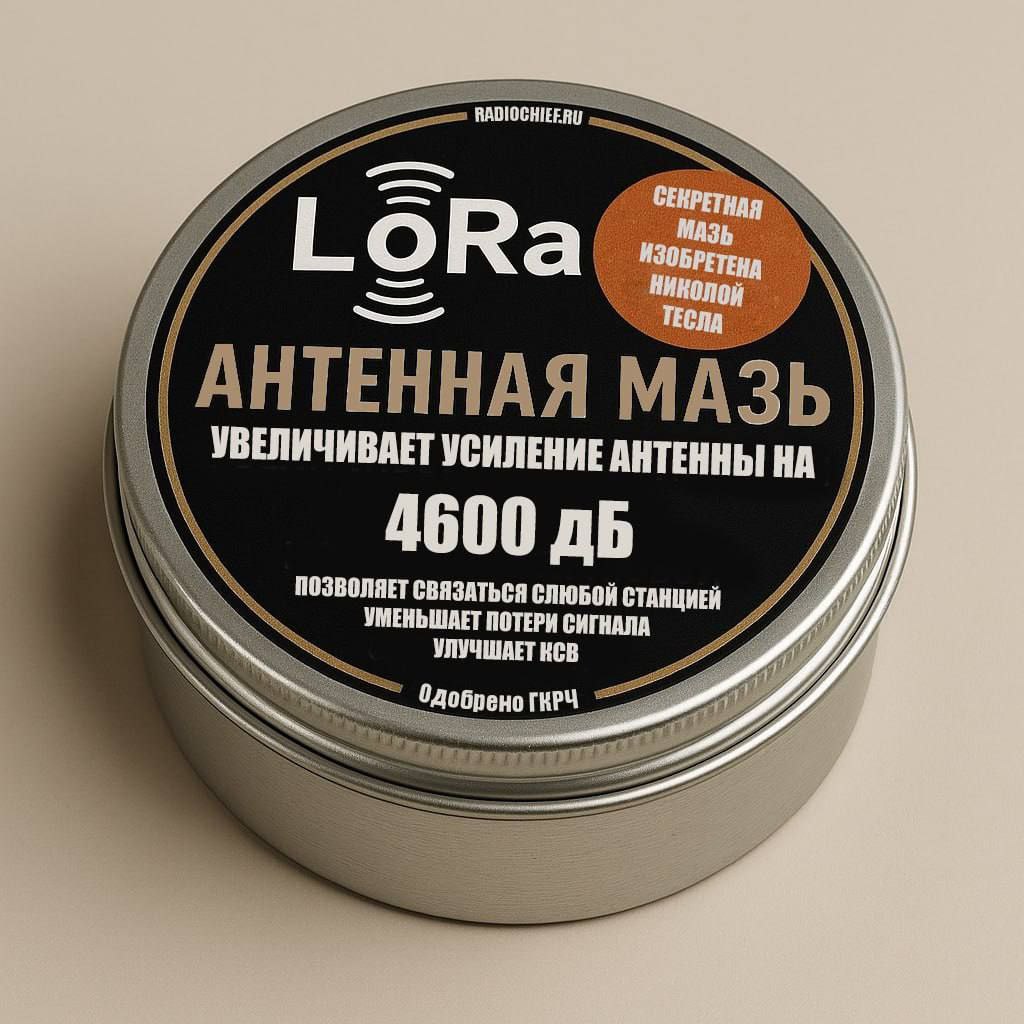 RADIOCHIEF.RU
LoRa
СЕКРЕТНАЯ
МАЗЬ
ИЗОБРЕТЕНА
НИКОЛОЙ
ТЕСЛА
АНТЕННАЯ МАЗЬ
УВЕЛИЧИВАЕТ УСИЛЕНИЕ АНТЕННЫ НА
4600 дБ
ПОЗВОЛЯЕТ СВЯЗАТЬСЯ СЛЮБОЙ СТАНЦИЕЙ
УМЕНЬШАЕТ ПОТЕРИ СИГНАЛА
УЛУЧШАЕТ КСВ
Одобрено ГКРЧ